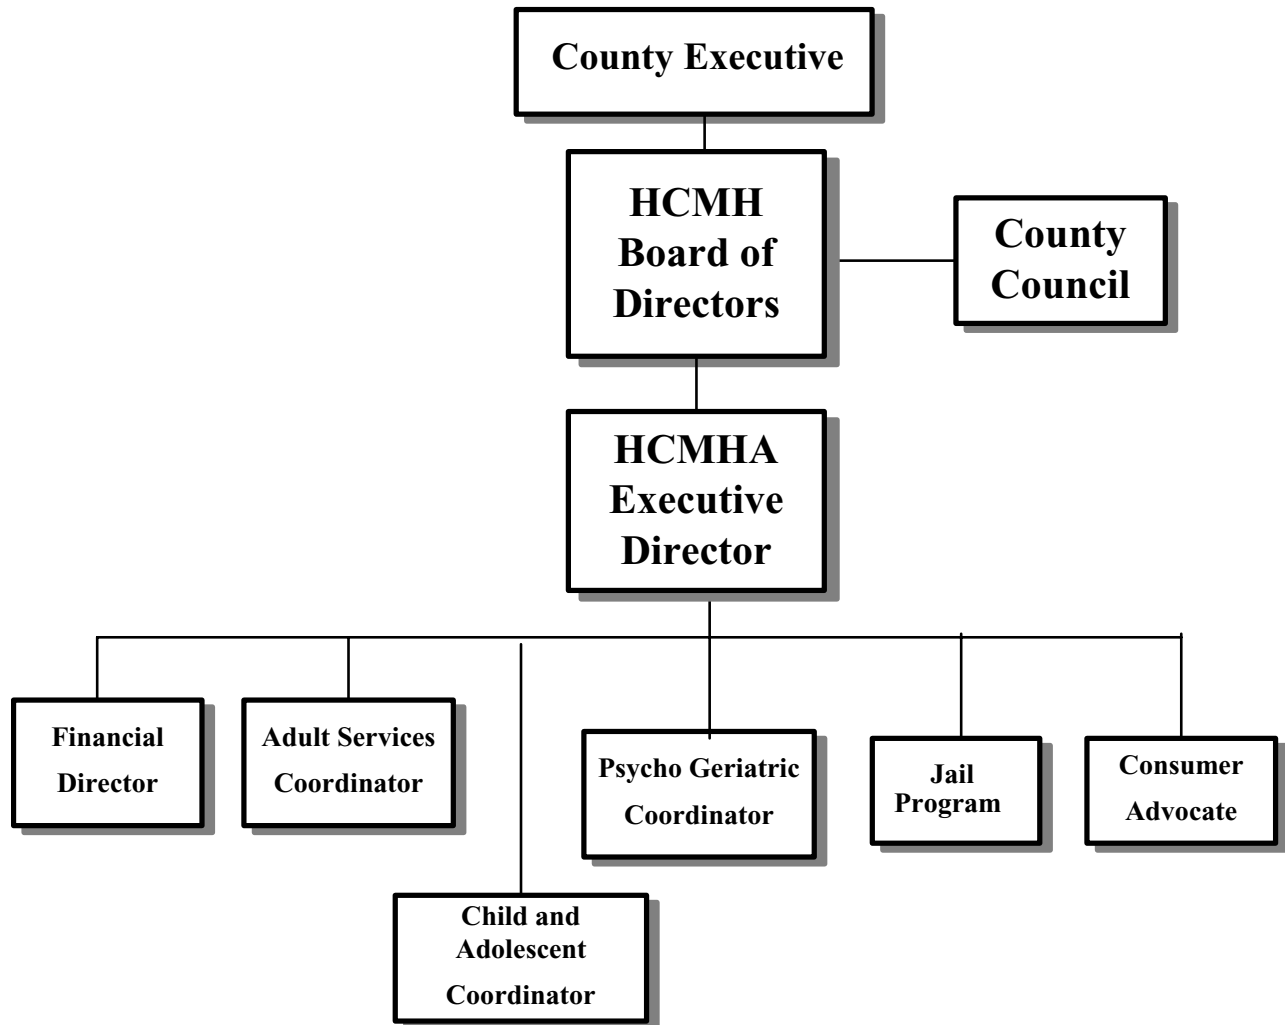 County Executive
HCMH
Board of
Directors
County
Council
HCMHA
Executive
Director
Financial
Director
Adult Services
Coordinator
Child and
Adolescent
Coordinator
Psycho Geriatric
Coordinator
Jail
Program
Consumer
Advocate